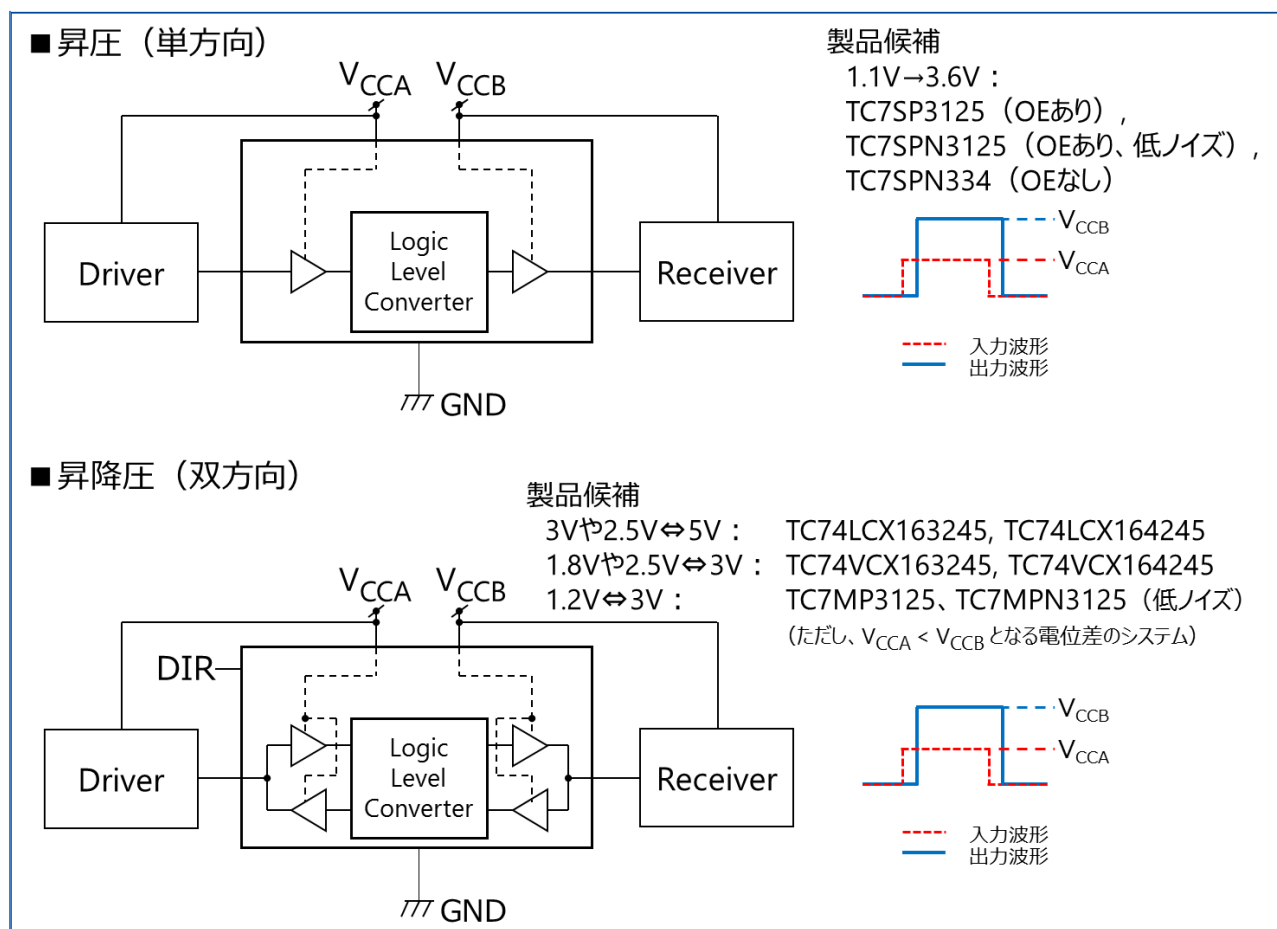 ■昇圧（単方向）
製品候補
1.1V→3.6V：
TC7SP3125（OEあり）,
TC7SPN3125（OEあり、低ノイズ）,
TC7SPN334（OEなし）
VCCA
VCCB
Driver
Logic
Level
Converter
Receiver
GND
VCCB
VCCA
入力波形
出力波形
■昇降圧（双方向）
製品候補
3Vや2.5V⇔5V： TC74LCX163245, TC74LCX164245
1.8Vや2.5V⇔3V： TC74VCX163245, TC74VCX164245
1.2V⇔3V： TC7MP3125、TC7MPN3125（低ノイズ）
（ただし、VCCA < VCCB となる電位差のシステム）
VCCA
VCCB
DIR
Driver
Logic
Level
Converter
Receiver
GND
VCCB
VCCA
入力波形
出力波形